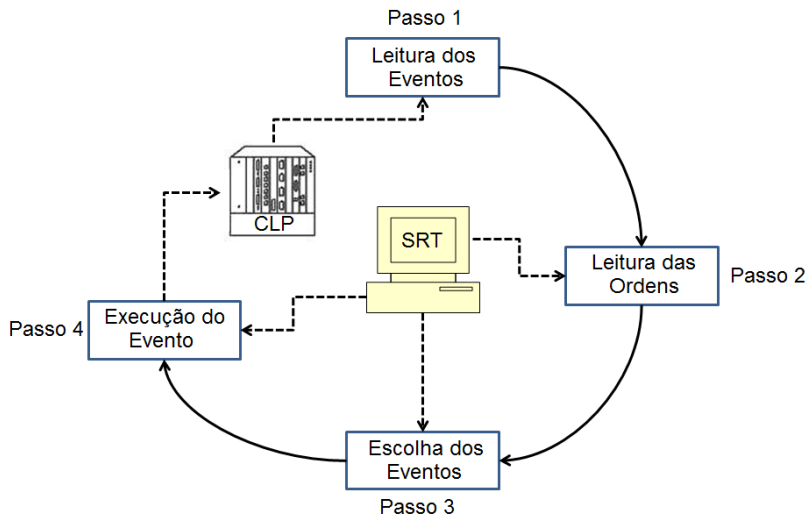 Passo 1
Leitura dos
Eventos
CLP
SRT
Leitura das
Ordens
Passo 2
Passo 4
Execução do
Evento
Escolha dos
Eventos
Passo 3